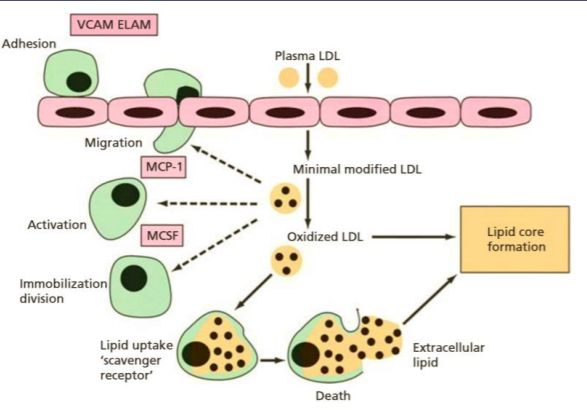 VCAM ELAM
Adhesion
Plasma LDL
Migration
MCP-1
Minimal modified LDL
Activation
MCSF
Oxidized LDL
Lipid core
formation
Immobilization
division
Lipid uptake
'scavenger
receptor'
Extracellular
lipid
Death